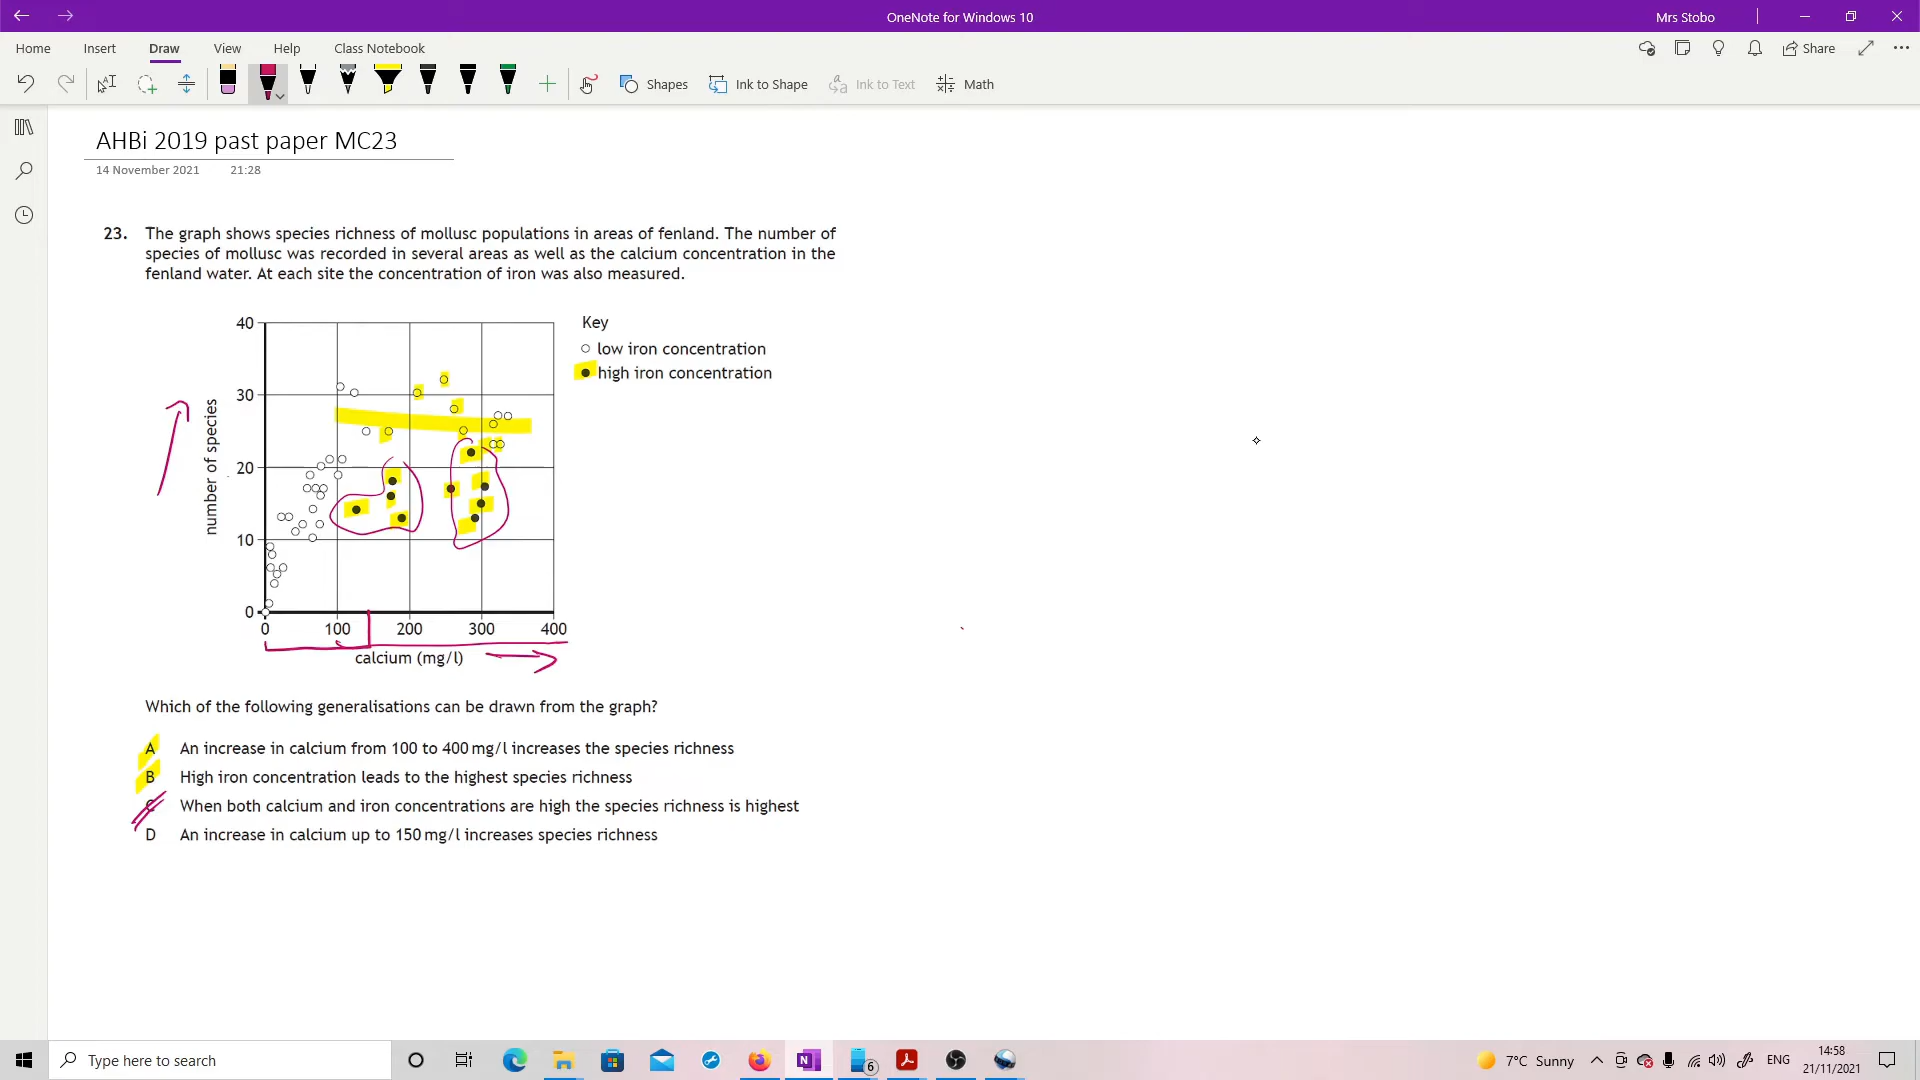 OneNote for Windows 10
Mrs Stobo
Home Insert Draw View Help Class Notebook
Share
Shapes Ink to Shape Ink to Text Math
AHBi 2019 past paper MC23
14 November 2021 21:28
23. The graph shows species richness of mollusc populations in areas of fenland. The number of
species of mollusc was recorded in several areas as well as the calcium concentration in the
fenland water. At each site the concentration of iron was also measured.
Key
low iron concentration
high iron concentration
number of species
40
30
20
10
0
0 100 200 300 400
calcium (mg/l)
Which of the following generalisations can be drawn from the graph?
A An increase in calcium from 100 to 400 mg/l increases the species richness
B High iron concentration leads to the highest species richness
C When both calcium and iron concentrations are high the species richness is highest
D An increase in calcium up to 150 mg/l increases species richness
Type here to search
6
7°C Sunny
ENG
14:58
21/11/2021